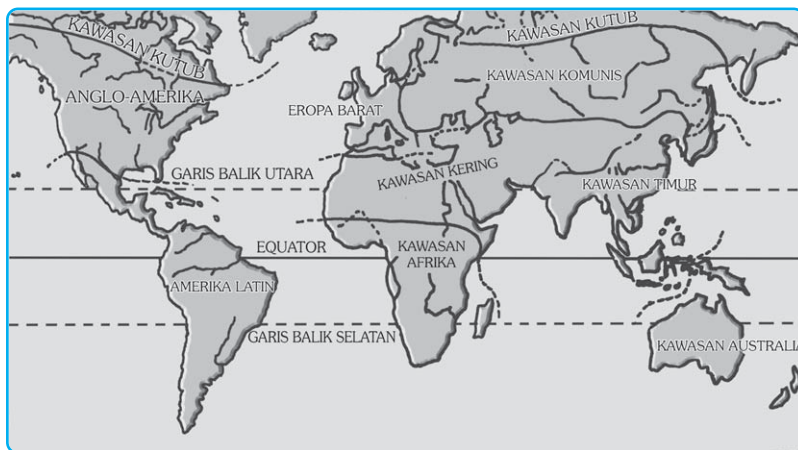 KAWASAN KUTUB
KAWASAN KUTUB
KAWASAN KOMUNIS
ANGLO-AMERIKA
EROPA BARAT
GARIS BALIK UTARA
KAWASAN KERING
KAWASAN TIMUR
EQUATOR
KAWASAN
AFRIKA
AMERIKA LATIN
GARIS BALIK SELATAN
KAWASAN AUSTRALIA